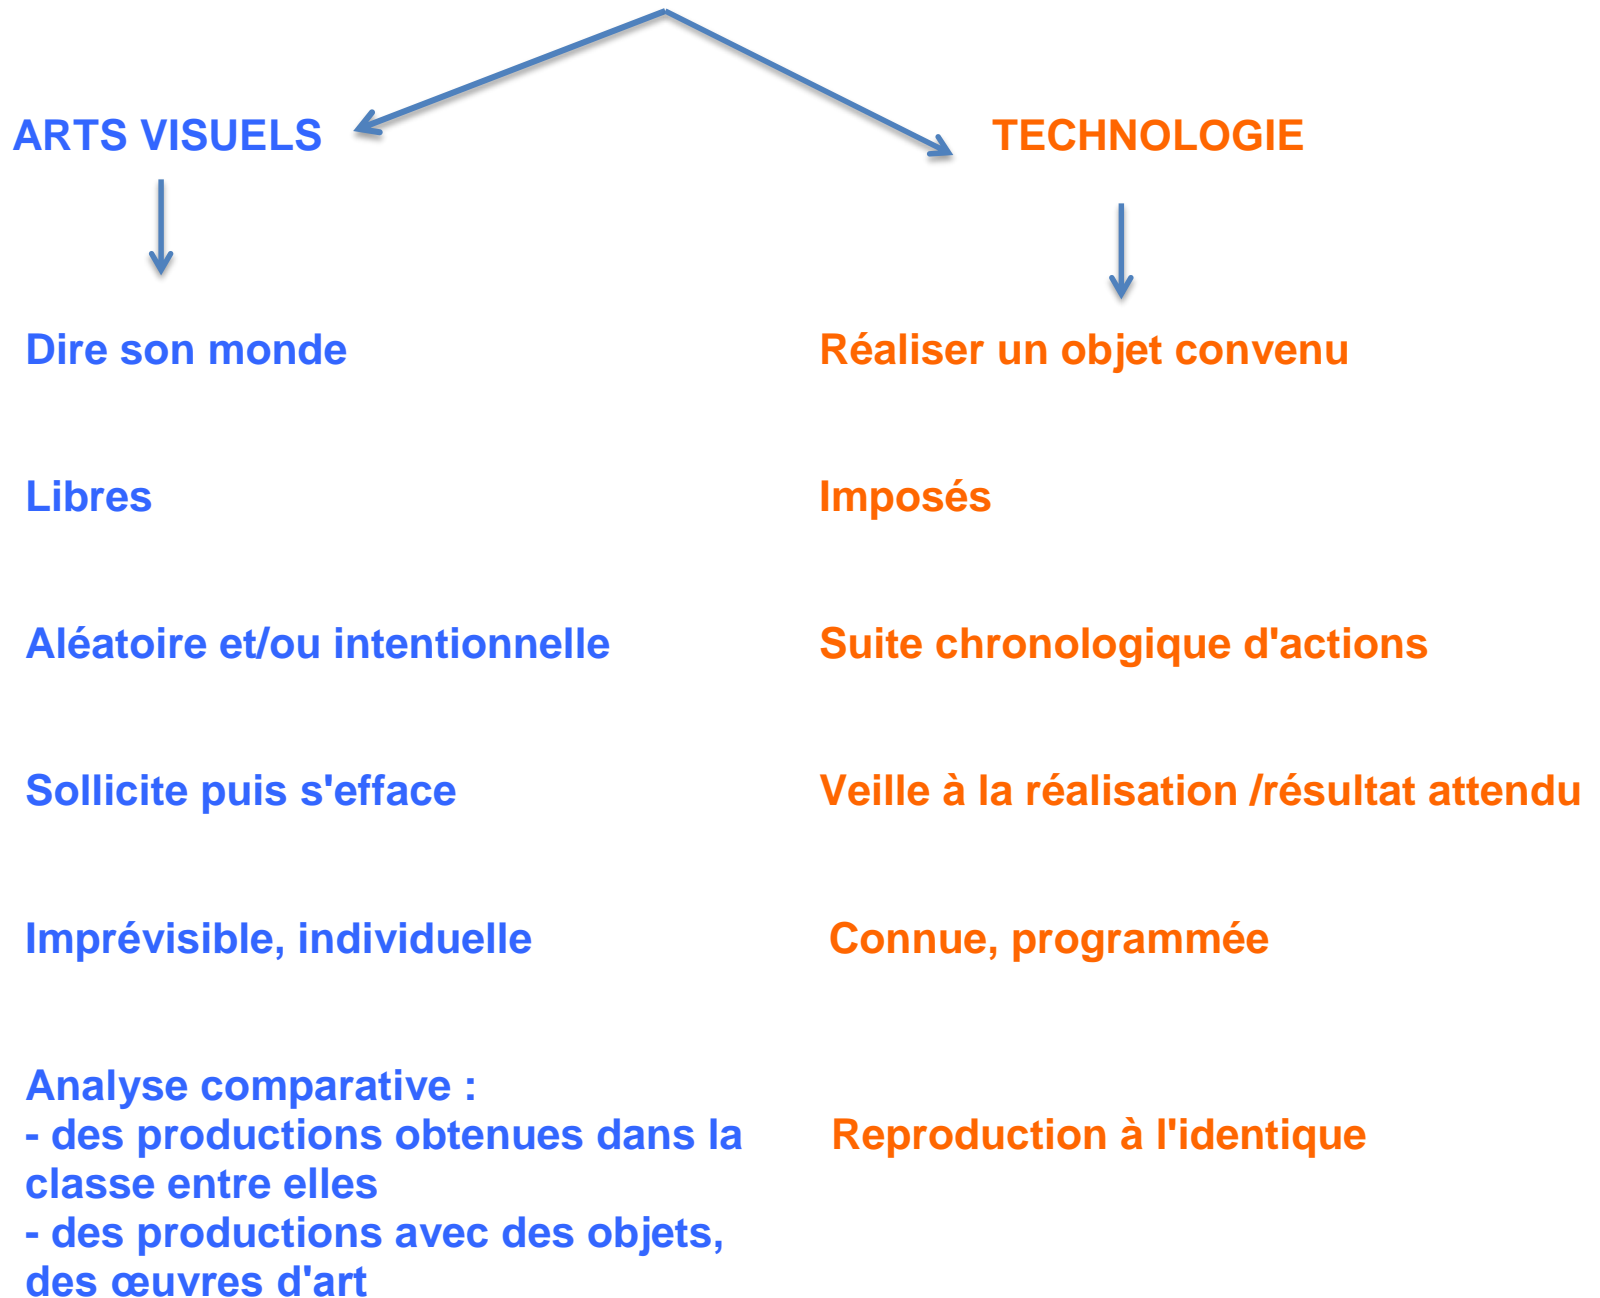 ARTS VISUELS
TECHNOLOGIE
Dire son monde
Réaliser un objet convenu
Libres
Imposés
Aléatoire et/ou intentionnelle
Suite chronologique d'actions
Sollicite puis s'efface
Veille à la réalisation /résultat attendu
Imprévisible, individuelle
Connue, programmée
Analyse comparative :
- des productions obtenues dans la
classe entre elles
- des productions avec des objets,
des œuvres d'art
Reproduction à l'identique